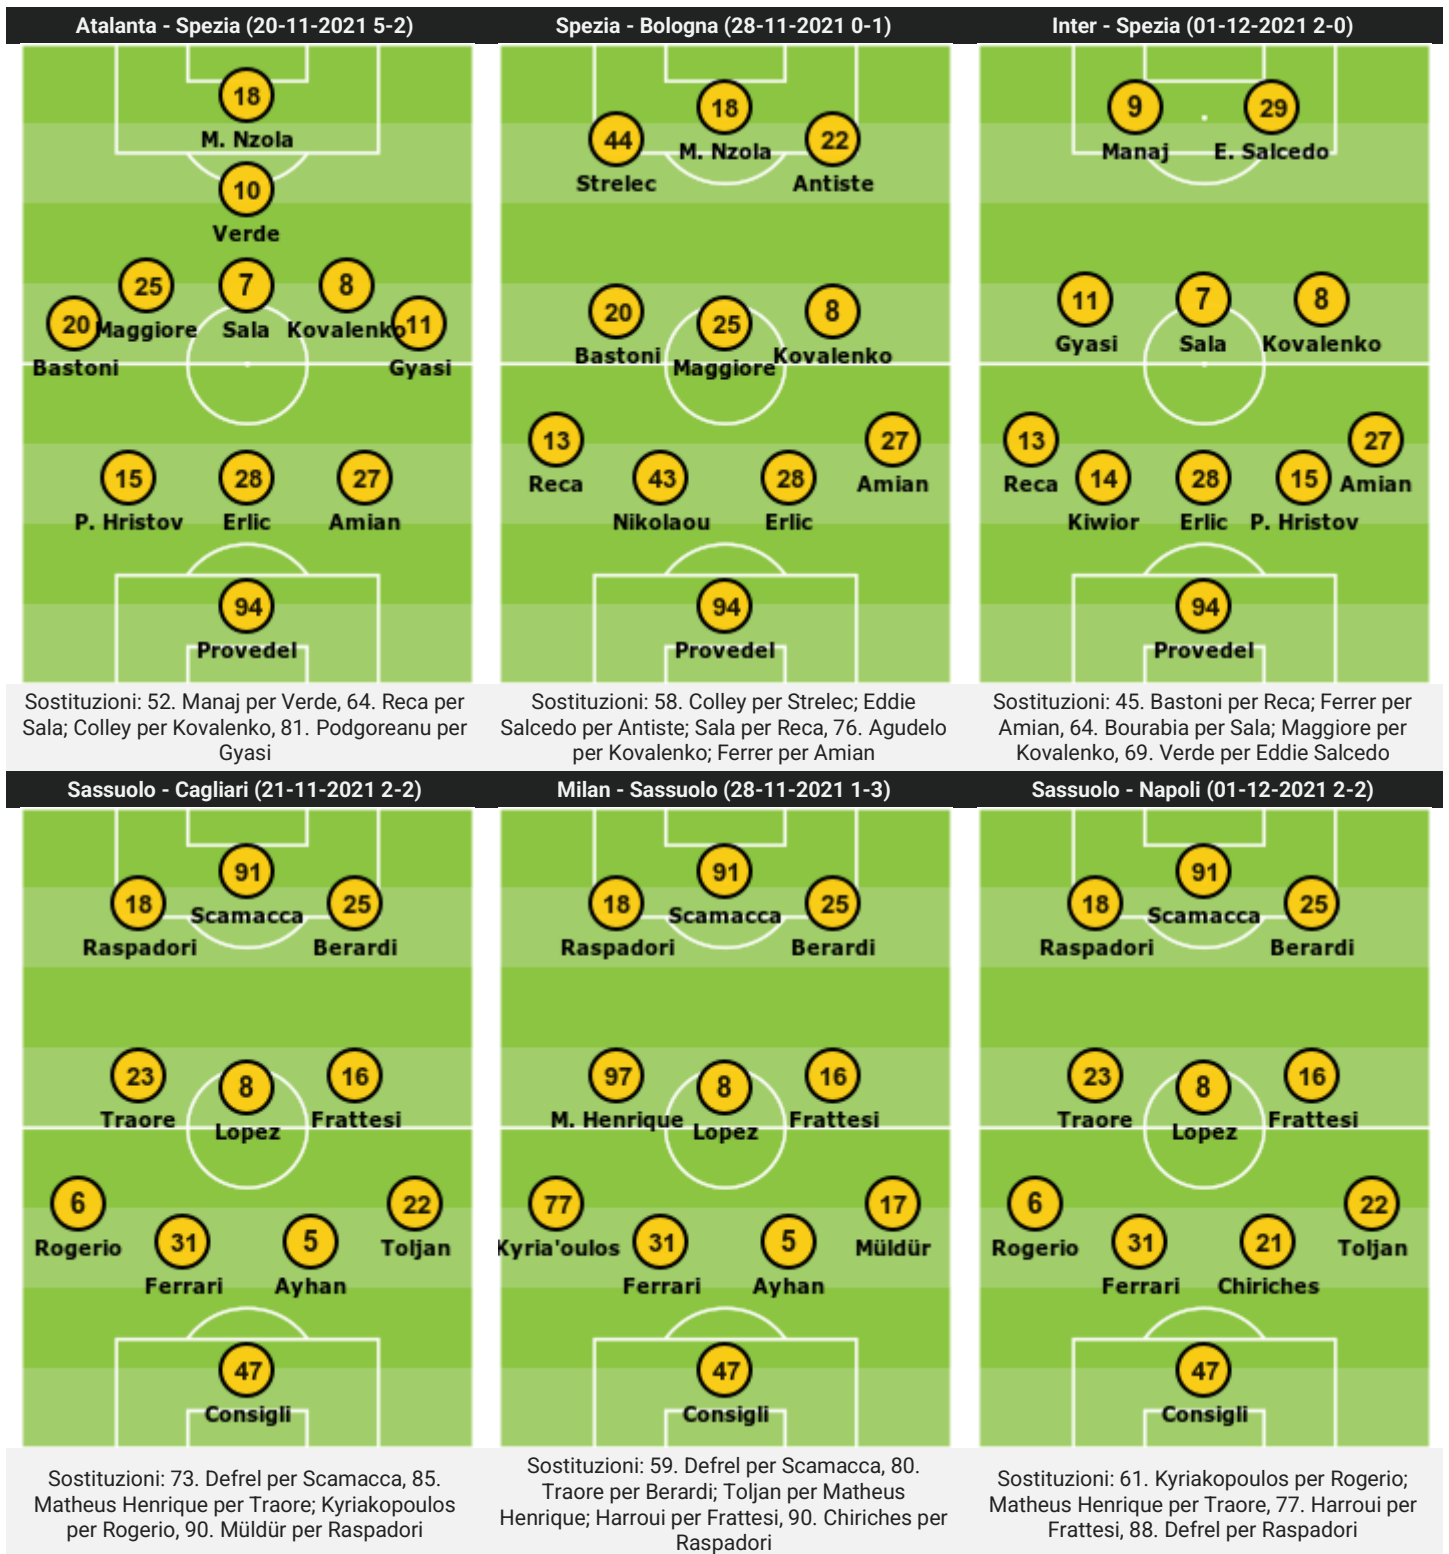 Atalanta - Spezia (20-11-2021 5-2)
18
M. Nzola
10
Verde
25 7 8
20 Maggiore Sala Kovalenko 11
Bastoni Gyasi
15 28 27
P. Hristov Erlic Amian
94
Provedel
Sostituzioni: 52. Manaj per Verde, 64. Reca per
Sala; Colley per Kovalenko, 81. Podgoreanu per
Gyasi
Spezia - Bologna (28-11-2021 0-1)
18
44 M. Nzola 22
Strelec Antiste
20 25 8
Bastoni Maggiore Kovalenko
13 27
Reca 43 28 Amian
Nikolaou Erlic
94
Provedel
Sostituzioni: 58. Colley per Strelec; Eddie
Salcedo per Antiste; Sala per Reca, 76. Agudelo
per Kovalenko; Ferrer per Amian
Inter - Spezia (01-12-2021 2-0)
9 29
Manaj E. Salcedo
11 7 8
Gyasi Sala Kovalenko
13 27
Reca 14 28 15 Amian
Kiwior Erlic P. Hristov
94
Provedel
Sostituzioni: 45. Bastoni per Reca; Ferrer per
Amian, 64. Bourabia per Sala; Maggiore per
Kovalenko, 69. Verde per Eddie Salcedo
Sassuolo - Cagliari (21-11-2021 2-2)
91
18 Scamacca 25
Raspadori Berardi
23 8 16
Traore Lopez Frattesi
6 22
Rogerio 31 5 Toljan
Ferrari Ayhan
47
Consigli
Sostituzioni: 73. Defrel per Scamacca, 85.
Matheus Henrique per Traore; Kyriakopoulos
per Rogerio, 90. Müldür per Raspadori
Milan - Sassuolo (28-11-2021 1-3)
91
18 Scamacca 25
Raspadori Berardi
97 8 16
M. Henrique Lopez Frattesi
77 17
Kyria'oulos 31 5 Müldür
Ferrari Ayhan
47
Consigli
Sostituzioni: 59. Defrel per Scamacca, 80.
Traore per Berardi; Toljan per Matheus
Henrique; Harroui per Frattesi, 90. Chiriches per
Raspadori
Sassuolo - Napoli (01-12-2021 2-2)
91
18 Scamacca 25
Raspadori Berardi
23 8 16
Traore Lopez Frattesi
6 22
Rogerio 31 21 Toljan
Ferrari Chiriches
47
Consigli
Sostituzioni: 61. Kyriakopoulos per Rogerio;
Matheus Henrique per Traore, 77. Harroui per
Frattesi, 88. Defrel per Raspadori